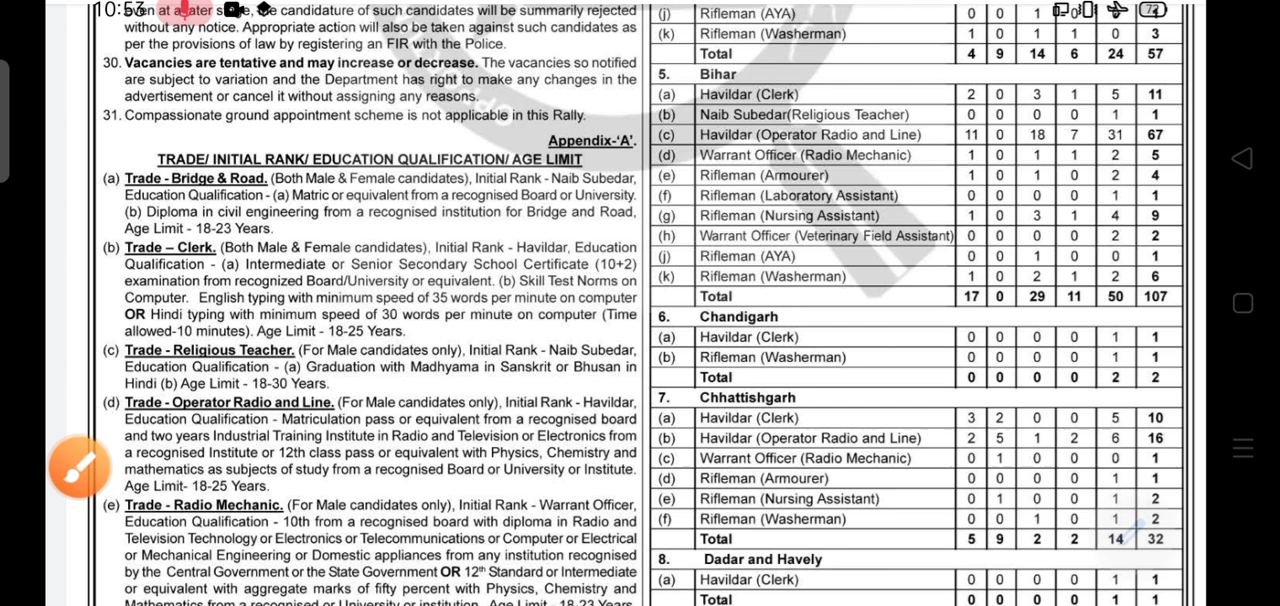 10:53
72
even at a later stage, the candidature of such candidates will be summarily rejected
without any notice. Appropriate action will also be taken against such candidates as
per the provisions of law by registering an FIR with the Police.
30. Vacancies are tentative and may increase or decrease. The vacancies so notified
are subject to variation and the Department has right to make any changes in the
advertisement or cancel it without assigning any reasons.
31. Compassionate ground appointment scheme is not applicable in this Rally.
Appendix-'A'.
TRADE/ INITIAL RANK/ EDUCATION QUALIFICATION/ AGE LIMIT
(a) Trade - Bridge & Road. (Both Male & Female candidates), Initial Rank - Naib Subedar,
Education Qualification - (a) Matric or equivalent from a recognised Board or University.
(b) Diploma in civil engineering from a recognised institution for Bridge and Road,
Age Limit - 18-23 Years.
(b) Trade – Clerk. (Both Male & Female candidates), Initial Rank - Havildar, Education
Qualification - (a) Intermediate or Senior Secondary School Certificate (10+2)
examination from recognized Board/University or equivalent. (b) Skill Test Norms on
Computer. English typing with minimum speed of 35 words per minute on computer
OR Hindi typing with minimum speed of 30 words per minute on computer (Time
allowed-10 minutes). Age Limit - 18-25 Years.
(c) Trade - Religious Teacher. (For Male candidates only), Initial Rank - Naib Subedar,
Education Qualification - (a) Graduation with Madhyama in Sanskrit or Bhusan in
Hindi (b) Age Limit - 18-30 Years.
(d) Trade - Operator Radio and Line. (For Male candidates only), Initial Rank - Havildar,
Education Qualification - Matriculation pass or equivalent from a recognised board
and two years Industrial Training Institute in Radio and Television or Electronics from
a recognised Institute or 12th class pass or equivalent with Physics, Chemistry and
mathematics as subjects of study from a recognised Board or University or Institute.
Age Limit- 18-25 Years.
(e) Trade - Radio Mechanic. (For Male candidates only), Initial Rank - Warrant Officer,
Education Qualification - 10th from a recognised board with diploma in Radio and
Television Technology or Electronics or Telecommunications or Computer or Electrical
or Mechanical Engineering or Domestic appliances from any institution recognised
by the Central Government or the State Government OR 12th Standard or Intermediate
or equivalent with aggregate marks of fifty percent with Physics, Chemistry and
Mathematics from a recognised or University or institution. Age Limit - 18-23 Years.
(j) Rifleman (AYA) 0 0 1 0
(k) Rifleman (Washerman) 1 0 1 1 0 3
Total 4 9 14 6 24 57
5. Bihar
(a) Havildar (Clerk) 2 0 3 1 5 11
(b) Naib Subedar(Religious Teacher) 0 0 0 0 1 1
(c) Havildar (Operator Radio and Line) 11 0 18 7 31 67
(d) Warrant Officer (Radio Mechanic) 1 0 1 1 2 5
(e) Rifleman (Armourer) 1 0 1 0 2 4
(f) Rifleman (Laboratory Assistant) 0 0 0 0 1 1
(g) Rifleman (Nursing Assistant) 1 0 3 1 4 9
(h) Warrant Officer (Veterinary Field Assistant) 0 0 0 0 2 2
(j) Rifleman (AYA) 0 0 1 0 0 1
(k) Rifleman (Washerman) 1 0 2 1 2 6
Total 17 0 29 11 50 107
6. Chandigarh
(a) Havildar (Clerk) 0 0 0 0 1 1
(b) Rifleman (Washerman) 0 0 0 0 1 1
Total 0 0 0 0 2 2
7. Chhattishgarh
(a) Havildar (Clerk) 3 2 0 0 5 10
(b) Havildar (Operator Radio and Line) 2 5 1 2 6 16
(c) Warrant Officer (Radio Mechanic) 0 1 0 0 0 1
(d) Rifleman (Armourer) 0 0 0 0 1 1
(e) Rifleman (Nursing Assistant) 0 1 0 0 1 2
(f) Rifleman (Washerman) 0 0 1 0 1 2
Total 5 9 2 2 14 32
8. Dadar and Havely
(a) Havildar (Clerk) 0 0 0 0 1 1
Total 0 0 0 0 1 1